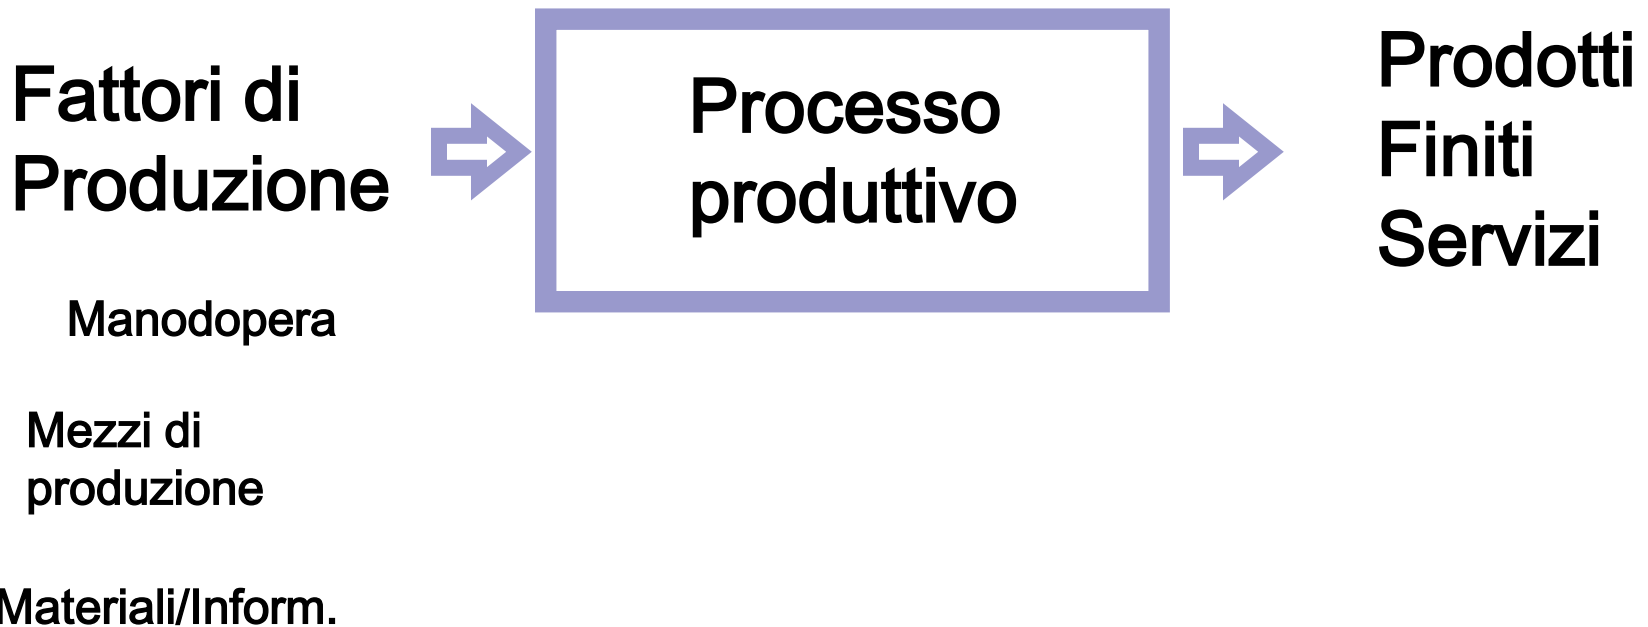 Fattori di
Produzione
Manodopera
Mezzi di
produzione
Materiali/Inform.
Processo
produttivo
Prodotti
Finiti
Servizi